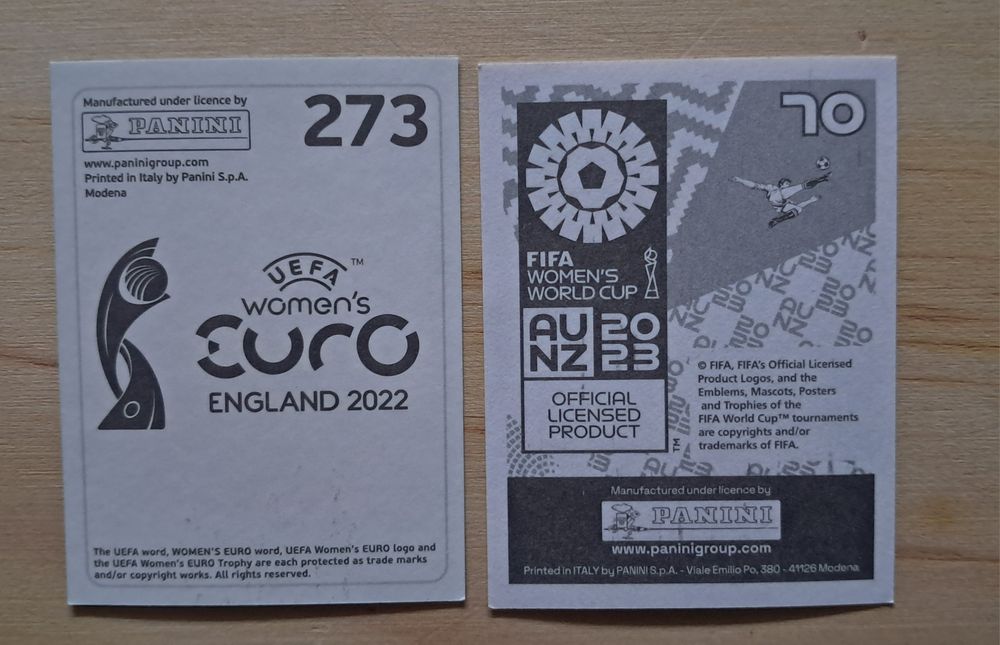 Manufactured under licence by
PANINI
www.paninigroup.com
Printed in Italy by Panini S.p.A.
Modena
273
UEFA™
women's
euro
ENGLAND 2022
The UEFA word, WOMEN'S EURO word, UEFA Women's EURO logo and
the UEFA Women's EURO Trophy are each protected as trade marks
and/or copyright works. All rights reserved.
70
FIFA
WOMEN'S
WORLD CUP
AU 20
NZ 23
OFFICIAL
LICENSED
PRODUCT
TM
© FIFA, FIFA's Official Licensed
Product Logos, and the
Emblems, Mascots, Posters
and Trophies of the
FIFA World Cup™ tournaments
are copyrights and/or
trademarks of FIFA.
Manufactured under licence by
PANINI
www.paninigroup.com
Printed in ITALY by PANINI S.p.A. - Viale Emilio Po, 380 - 41126 Modena